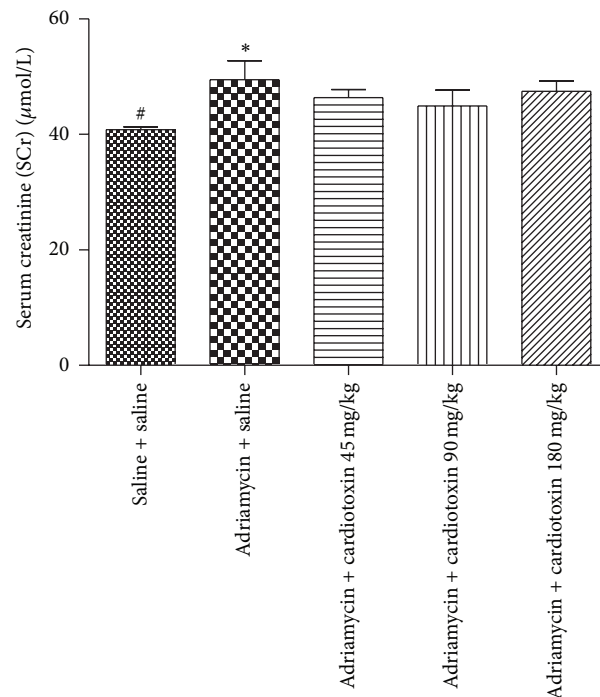 Serum creatinine (SCr) (μmol/L)
60
40
20
0
#
*
Saline + saline
Adriamycin + saline
Adriamycin + cardiotoxin 45 mg/kg
Adriamycin + cardiotoxin 90 mg/kg
Adriamycin + cardiotoxin 180 mg/kg